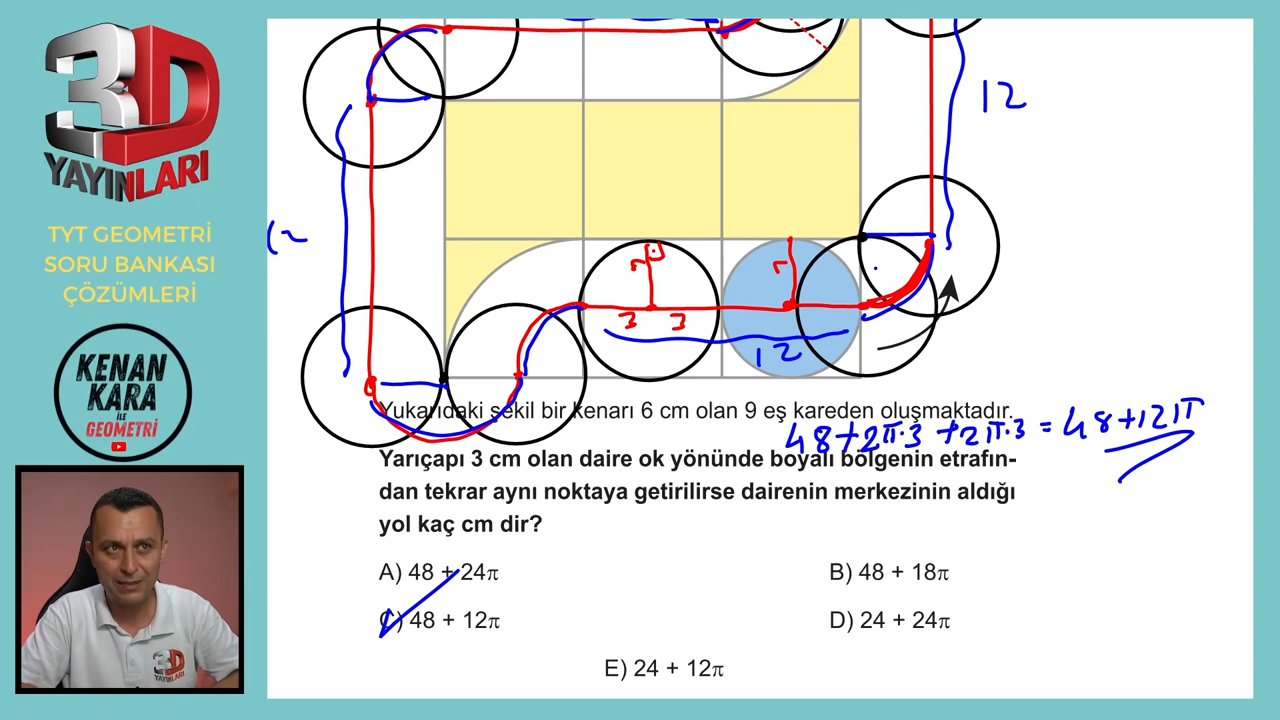 3D
YAYINLARI
TYT GEOMETRİ
SORU BANKASI
ÇÖZÜMLERİ
KENAN
KARA
İLE
GEOMETRİ
12
12
r
r
3 3
12
Yukarıdaki şekil bir kenarı 6 cm olan 9 eş kareden oluşmaktadır.
48+2π·3 +2π·3 = 48+12π
Yarıçapı 3 cm olan daire ok yönünde boyalı bölgenin etrafın-
dan tekrar aynı noktaya getirilirse dairenin merkezinin aldığı
yol kaç cm dir?
A) 48 + 24π
B) 48 + 18π
C) 48 + 12π
D) 24 + 24π
E) 24 + 12π
3D
YAYINLARI